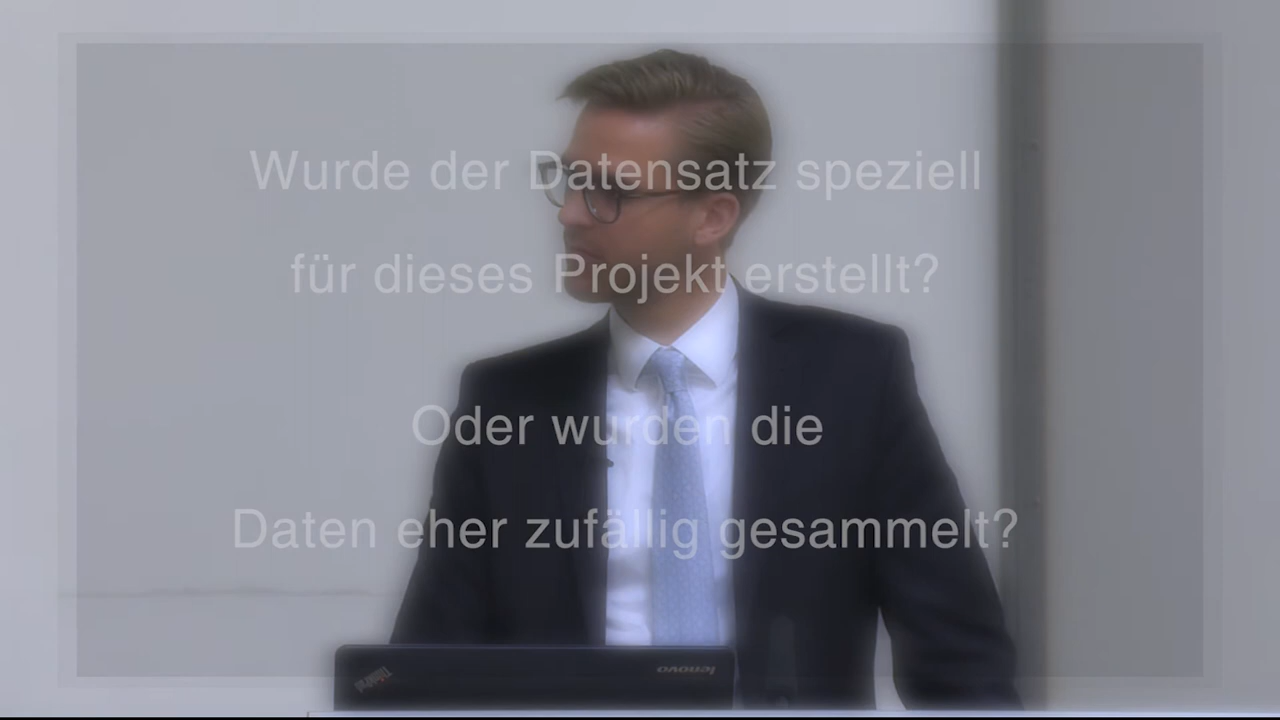 Wurde der Datensatz speziell
für dieses Projekt erstellt?
Oder wurden die
Daten eher zufällig gesammelt?
ThinkPad
lenovo